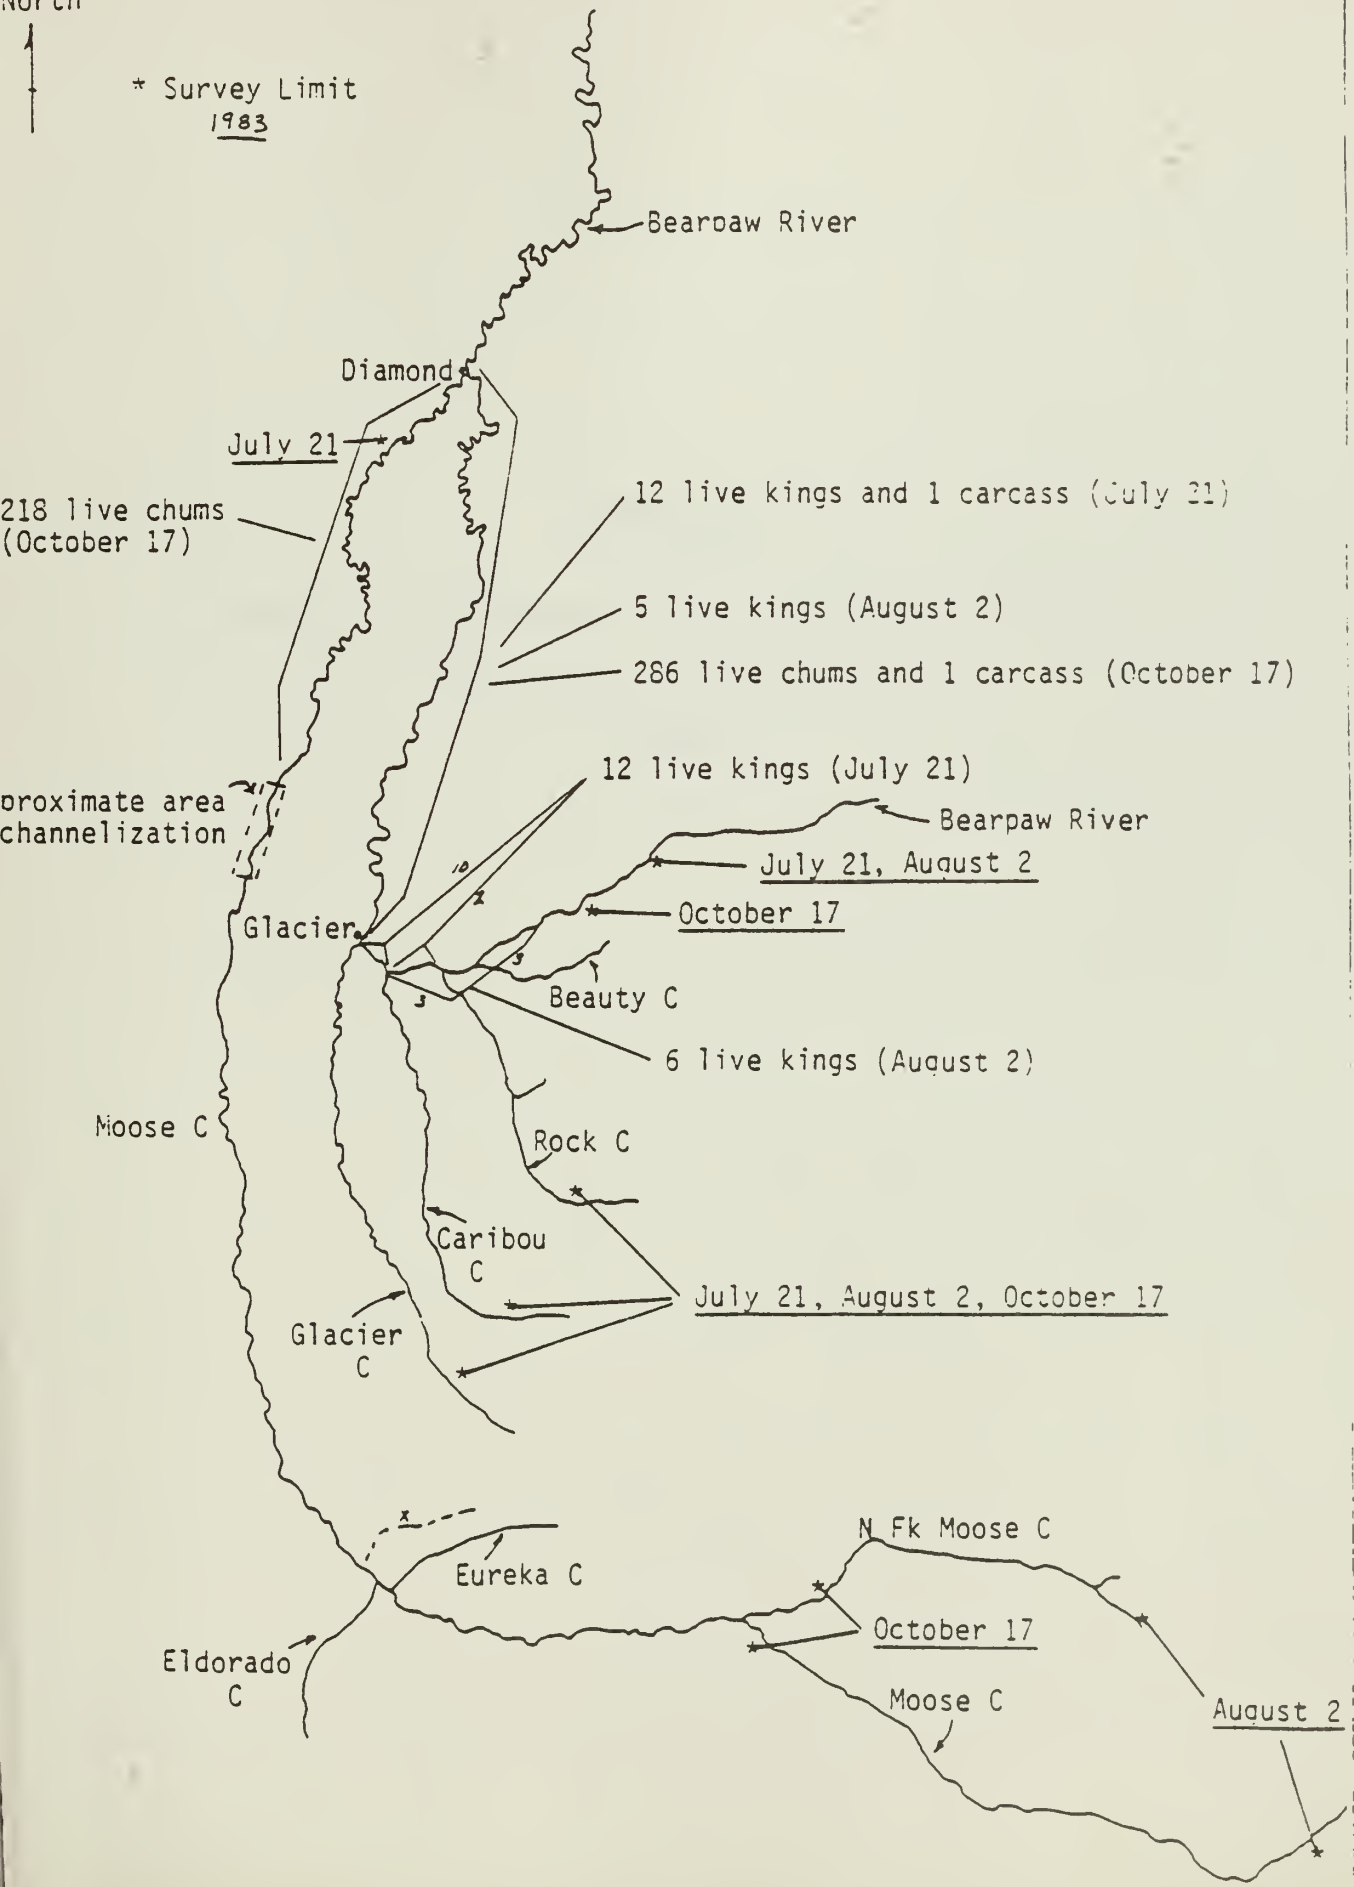 North
* Survey Limit
1983
Bearpaw River
Diamond
July 21
218 live chums
(October 17)
12 live kings and 1 carcass (July 21)
5 live kings (August 2)
286 live chums and 1 carcass (October 17)
12 live kings (July 21)
proximate area
channelization
Bearpaw River
10
2
July 21, August 2
October 17
Glacier
3
3
Beauty C
6 live kings (August 2)
Moose C
Rock C
Caribou
C
July 21, August 2, October 17
Glacier
C
x
N Fk Moose C
Eureka C
October 17
Eldorado
C
Moose C
August 2